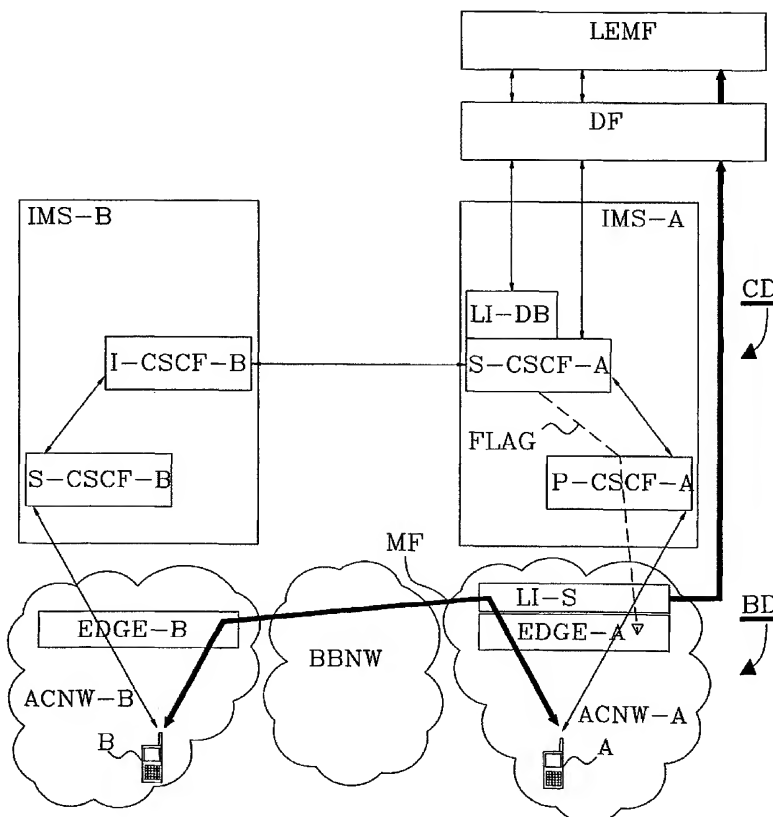 LEMF
DF
IMS-B
IMS-A
CD
LI-DB
I-CSCF-B
S-CSCF-A
FLAG
S-CSCF-B
P-CSCF-A
MF
LI-S
BD
EDGE-B
EDGE-A
BBNW
ACNW-B
ACNW-A
B
A